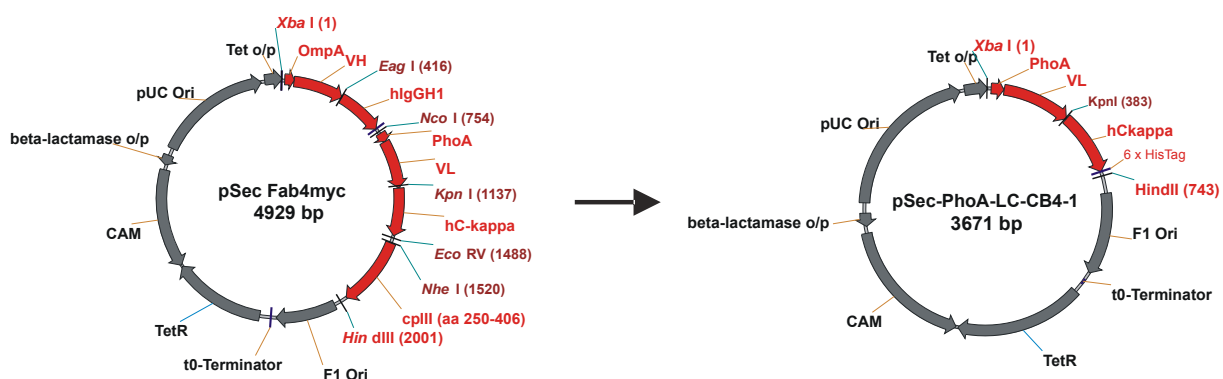 Xba I (1)
Tet o/p
OmpA
VH
Eag I (416)
hIgGH1
Nco I (754)
PhoA
VL
Kpn I (1137)
hC-kappa
Eco RV (1488)
Nhe I (1520)
cpIII (aa 250-406)
Hin dIII (2001)
F1 Ori
t0-Terminator
TetR
CAM
beta-lactamase o/p
pUC Ori
pSec Fab4myc
4929 bp
Xba I (1)
Tet o/p
PhoA
VL
KpnI (383)
hCkappa
6 x HisTag
HindII (743)
F1 Ori
t0-Terminator
TetR
CAM
beta-lactamase o/p
pUC Ori
pSec-PhoA-LC-CB4-1
3671 bp